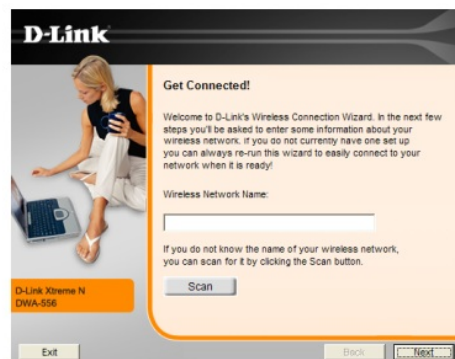 D-Link
Get Connected!
Welcome to D-Link's Wireless Connection Wizard. In the next few
steps you'll be asked to enter some information about your
wireless network. If you do not currently have one set up
you can always re-run this wizard to easily connect to your
network when it is ready!
Wireless Network Name:
If you do not know the name of your wireless network,
you can scan for it by clicking the Scan button.
Scan
D-Link Xtreme N
DWA-556
Exit
Back
Next